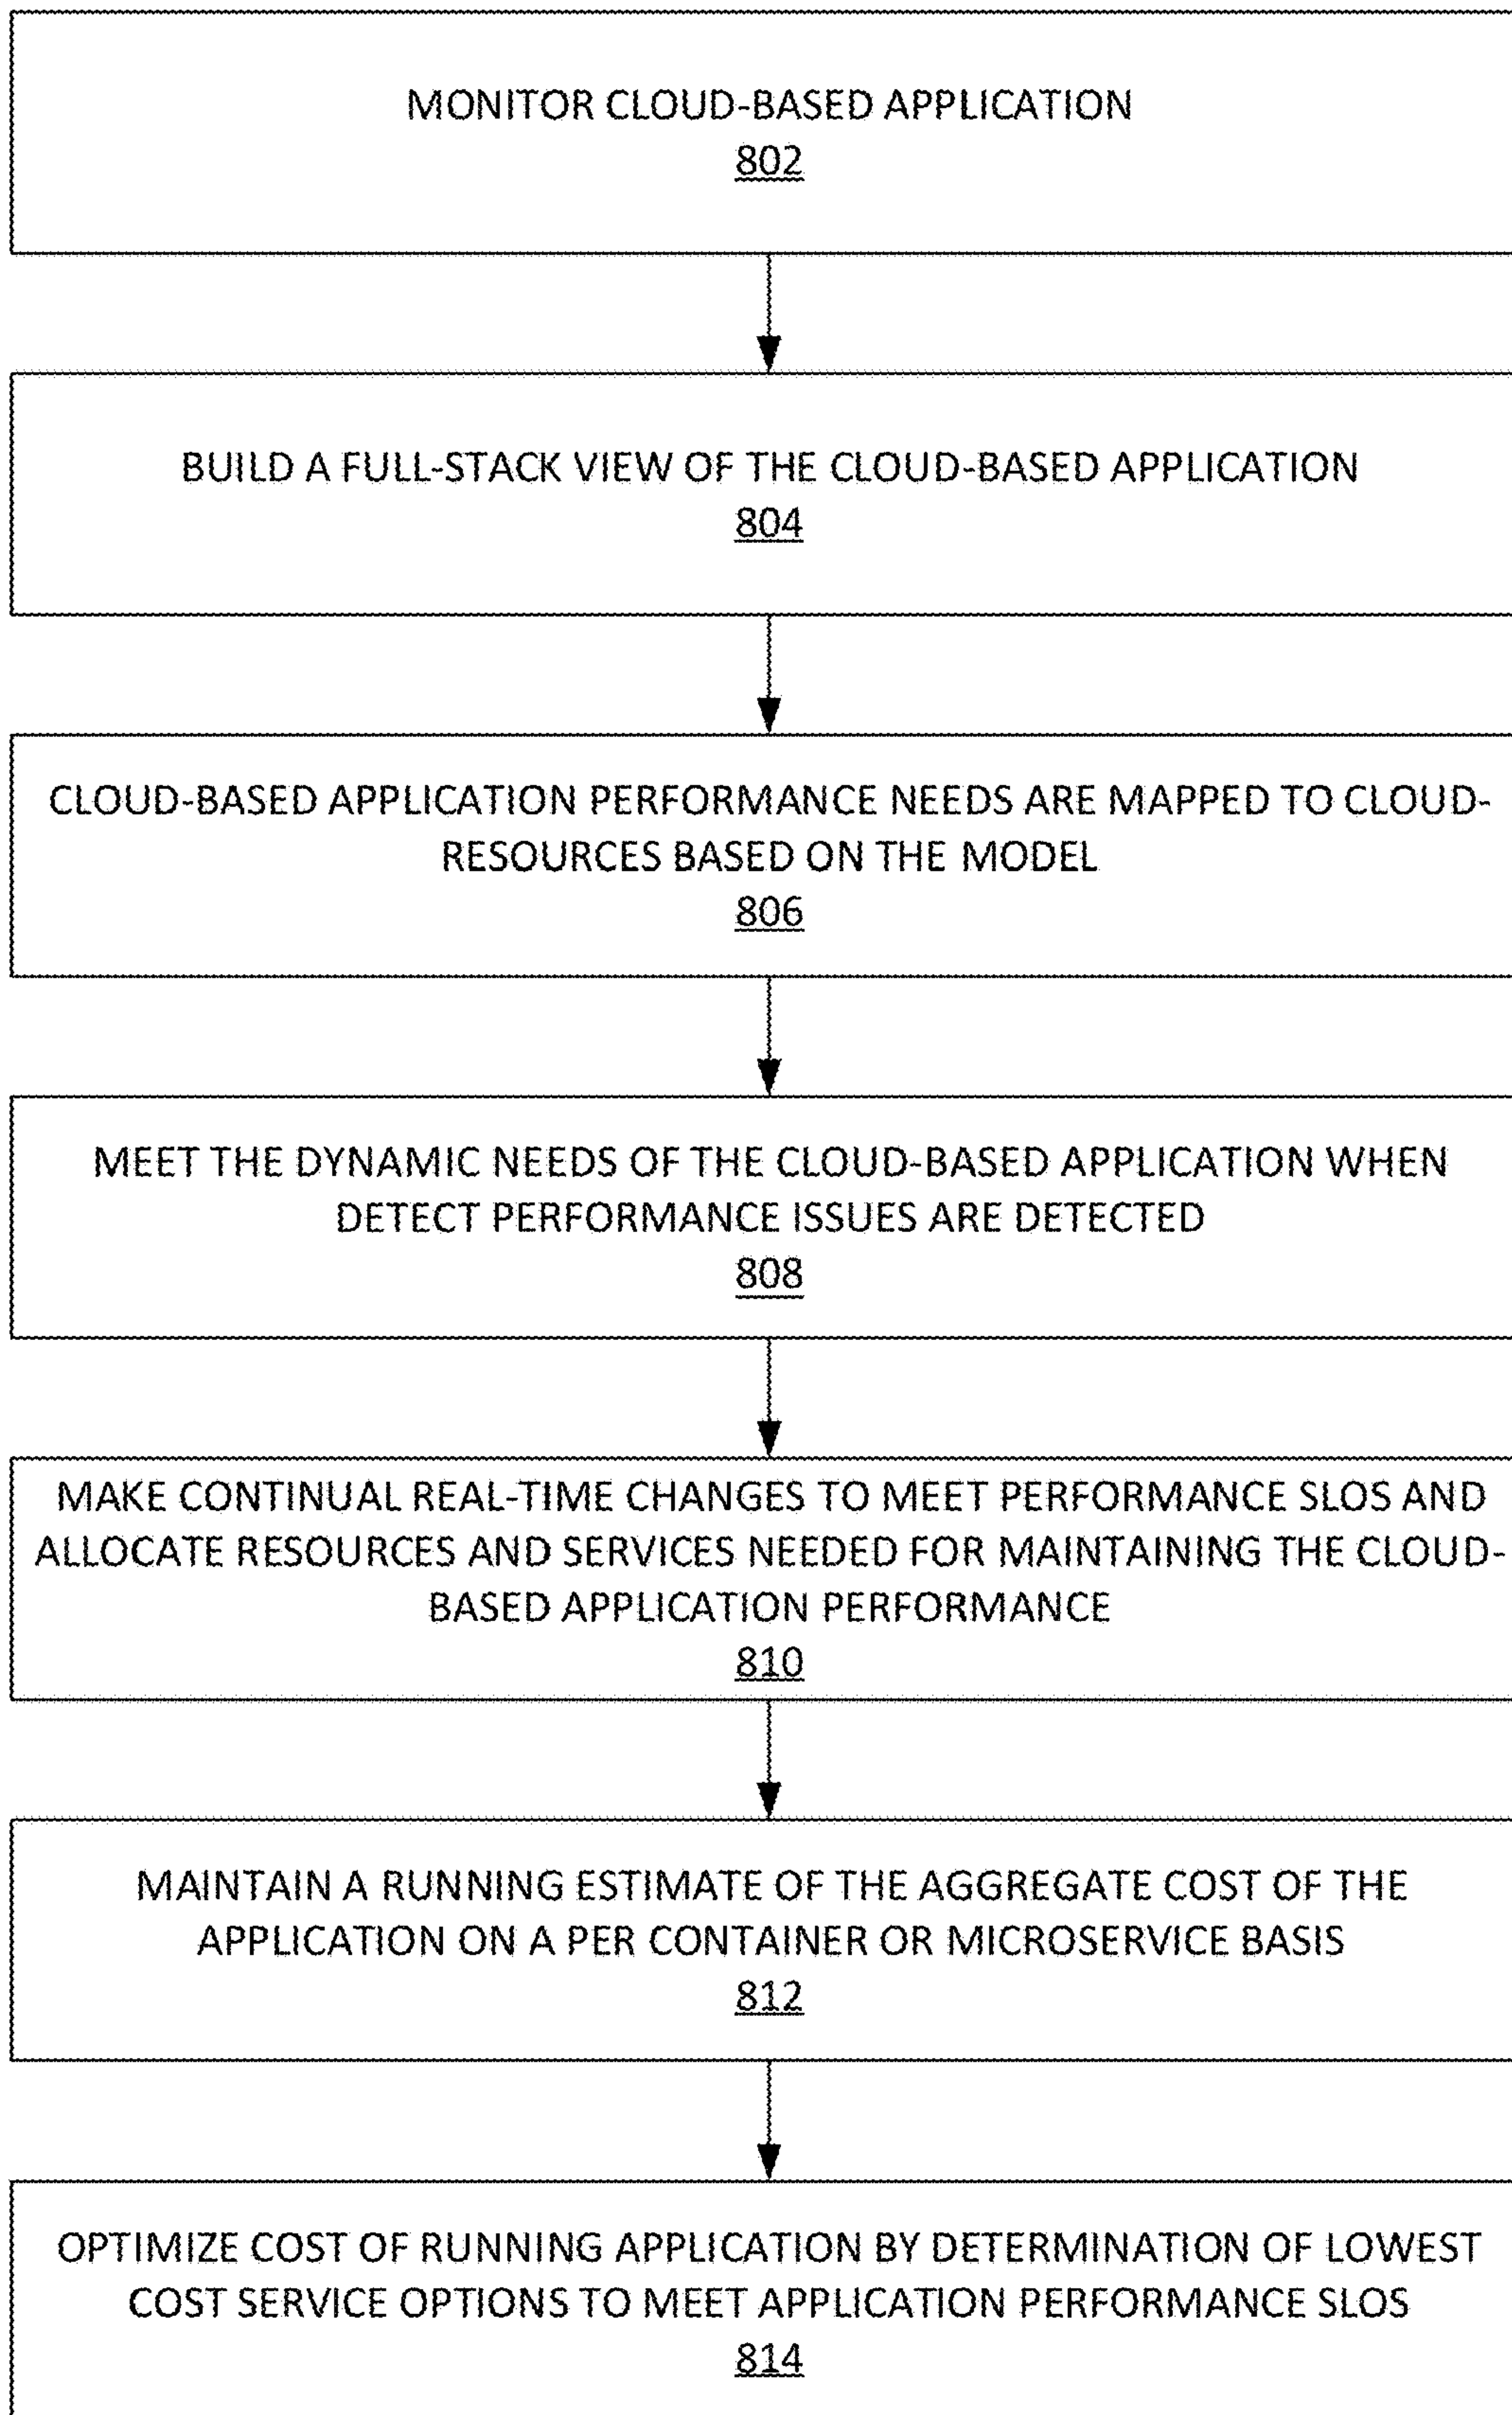 MONITOR CLOUD-BASED APPLICATION
802
BUILD A FULL-STACK VIEW OF THE CLOUD-BASED APPLICATION
804
CLOUD-BASED APPLICATION PERFORMANCE NEEDS ARE MAPPED TO CLOUD-
RESOURCES BASED ON THE MODEL
806
MEET THE DYNAMIC NEEDS OF THE CLOUD-BASED APPLICATION WHEN
DETECT PERFORMANCE ISSUES ARE DETECTED
808
MAKE CONTINUAL REAL-TIME CHANGES TO MEET PERFORMANCE SLOS AND
ALLOCATE RESOURCES AND SERVICES NEEDED FOR MAINTAINING THE CLOUD-
BASED APPLICATION PERFORMANCE
810
MAINTAIN A RUNNING ESTIMATE OF THE AGGREGATE COST OF THE
APPLICATION ON A PER CONTAINER OR MICROSERVICE BASIS
812
OPTIMIZE COST OF RUNNING APPLICATION BY DETERMINATION OF LOWEST
COST SERVICE OPTIONS TO MEET APPLICATION PERFORMANCE SLOS
814